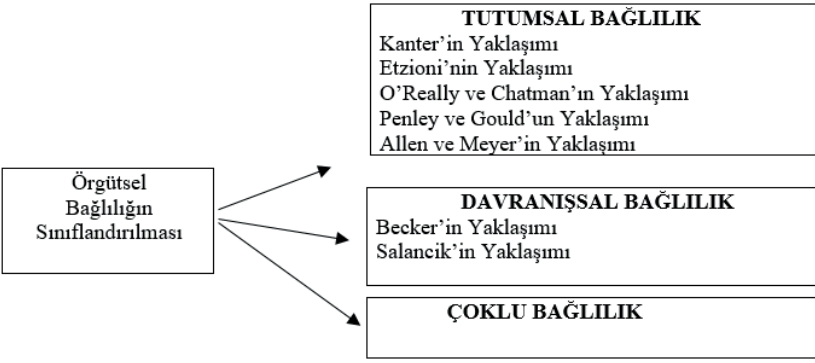 TUTUMSAL BAĞLILIK
Kanter’in Yaklaşımı
Etzioni’nin Yaklaşımı
O’Really ve Chatman’ın Yaklaşımı
Penley ve Gould’un Yaklaşımı
Allen ve Meyer’in Yaklaşımı
Örgütsel
Bağlılığın
Sınıflandırılması
DAVRANIŞSAL BAĞLILIK
Becker’in Yaklaşımı
Salancik’in Yaklaşımı
ÇOKLU BAĞLILIK